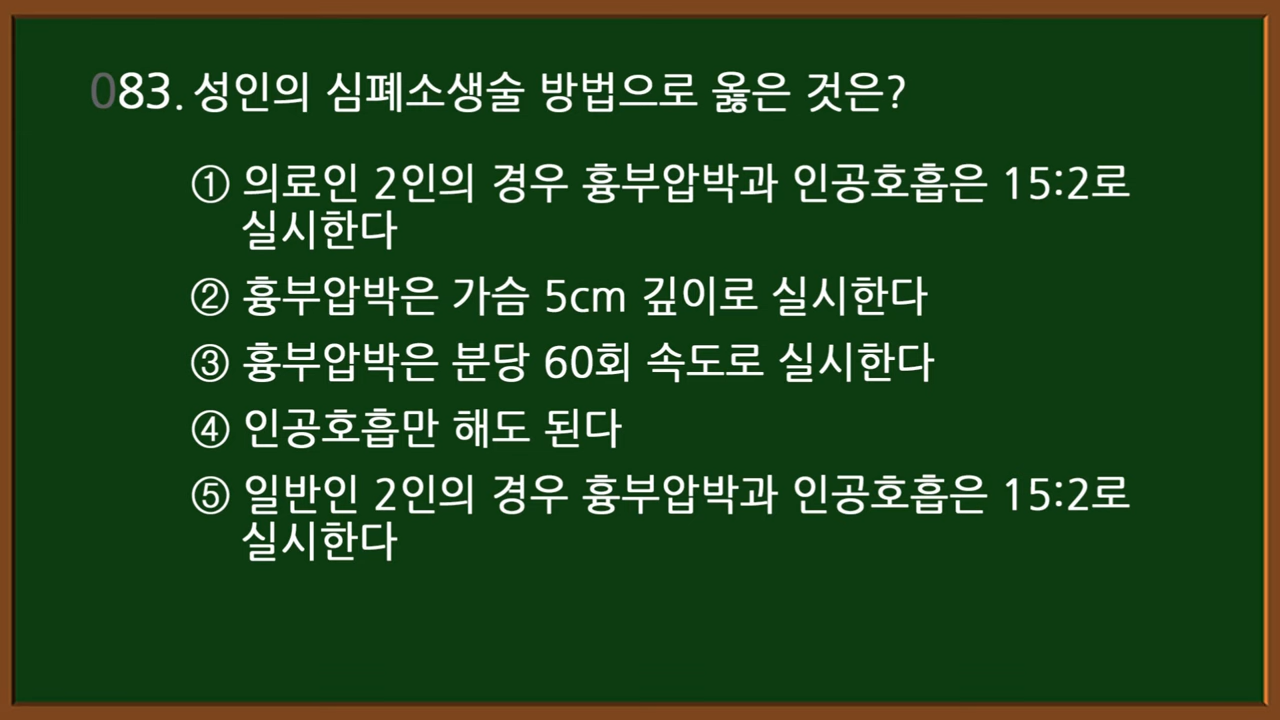 083. 성인의 심폐소생술 방법으로 옳은 것은?
① 의료인 2인의 경우 흉부압박과 인공호흡은 15:2로
실시한다
② 흉부압박은 가슴 5cm 깊이로 실시한다
③ 흉부압박은 분당 60회 속도로 실시한다
④ 인공호흡만 해도 된다
⑤ 일반인 2인의 경우 흉부압박과 인공호흡은 15:2로
실시한다